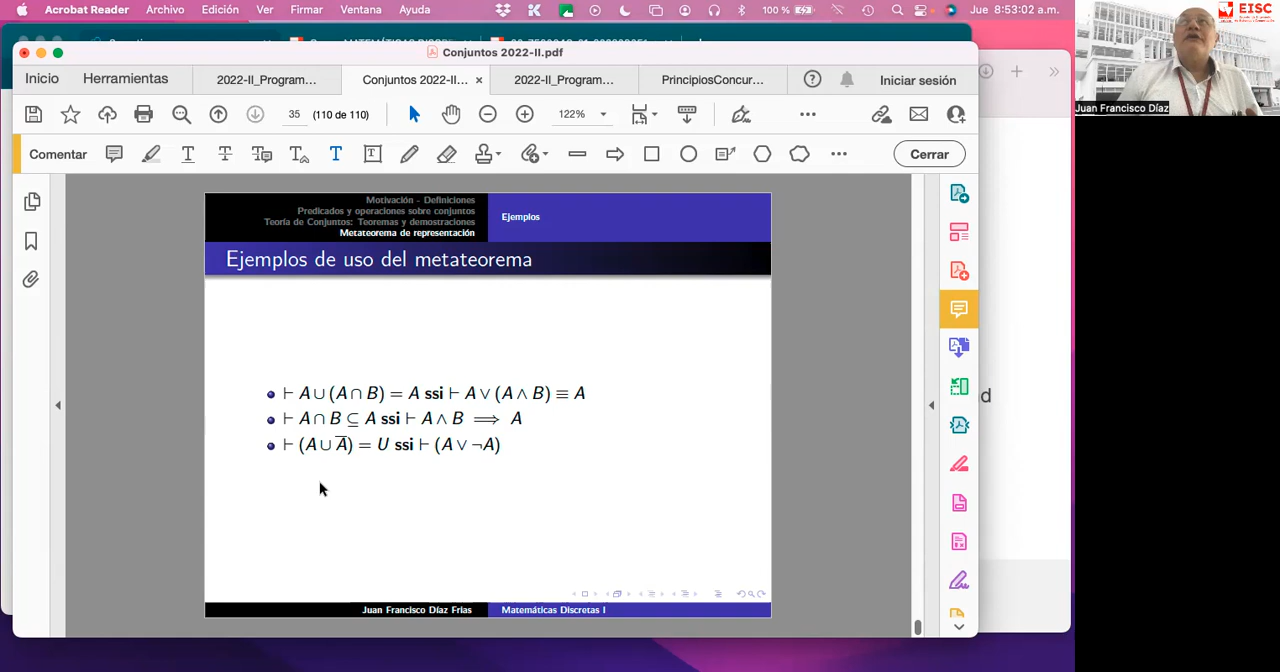 Acrobat Reader Archivo Edición Ver Firmar Ventana Ayuda 100 % Jue 8:53:02 a.m.
Conjuntos 2022-II.pdf
Inicio Herramientas 2022-II_Program... Conjuntos 2022-II... × 2022-II_Program... PrincipiosConcur... Iniciar sesión
35 (110 de 110) 122%
Comentar Cerrar
Motivación - Definiciones
Predicados y operaciones sobre conjuntos
Teoría de Conjuntos: Teoremas y demostraciones
Metateorema de representación
Ejemplos
Ejemplos de uso del metateorema
⊢ A ∪ (A ∩ B) = A ssi ⊢ A ∨ (A ∧ B) ≡ A
⊢ A ∩ B ⊆ A ssi ⊢ A ∧ B ⟹ A
⊢ (A ∪ A̅) = U ssi ⊢ (A ∨ ¬A)
Juan Francisco Díaz Frias Matemáticas Discretas I
EISC
Juan Francisco Díaz